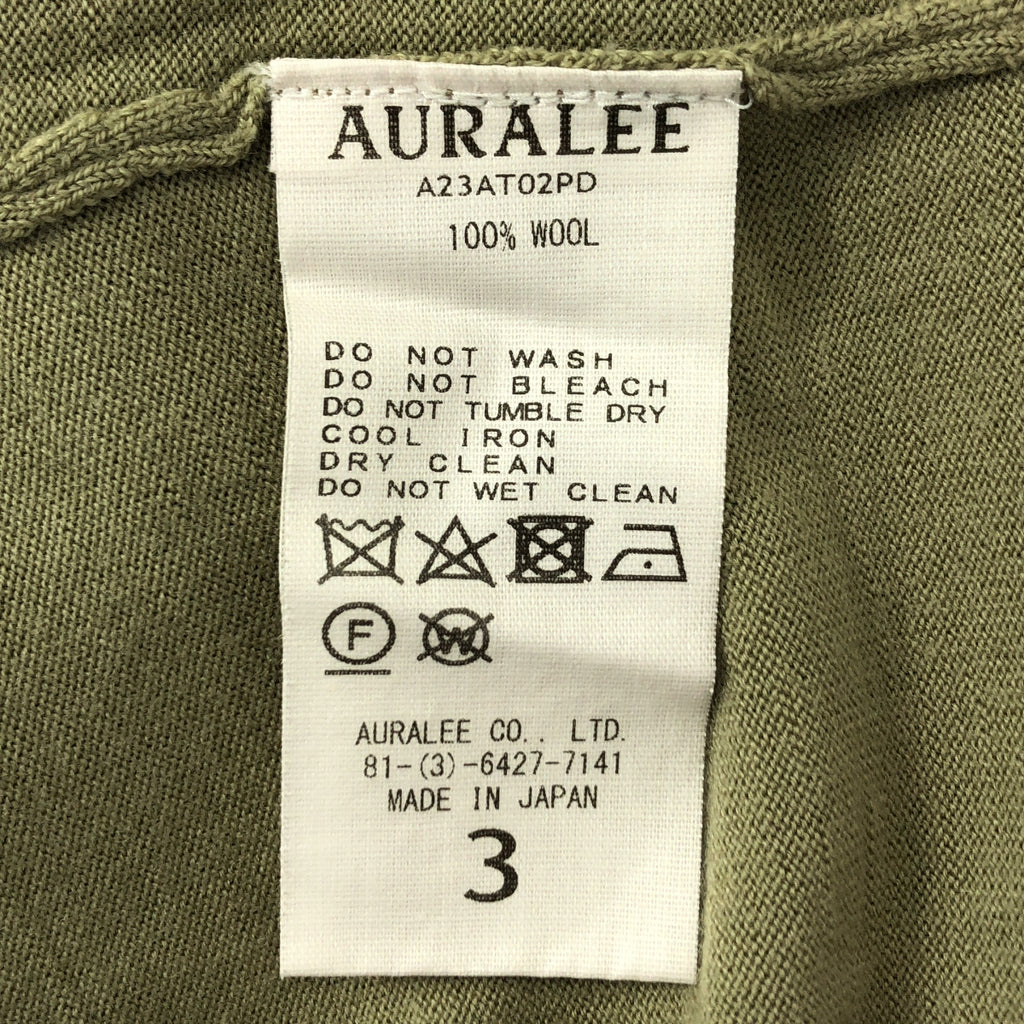 AURALEE
A23AT02PD
100% WOOL
DO NOT WASH
DO NOT BLEACH
DO NOT TUMBLE DRY
COOL IRON
DRY CLEAN
DO NOT WET CLEAN
F W
AURALEE CO., LTD.
81-(3)-6427-7141
MADE IN JAPAN
3